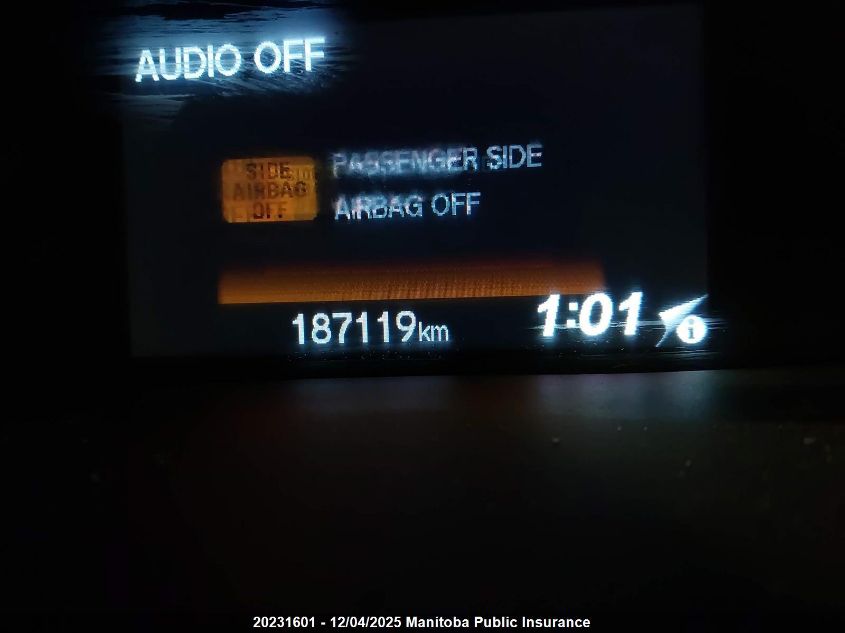 AUDIO OFF
SIDE
AIRBAG
OFF
PASSENGER SIDE
AIRBAG OFF
187119km
1:01
i
20231601 - 12/04/2025 Manitoba Public Insurance